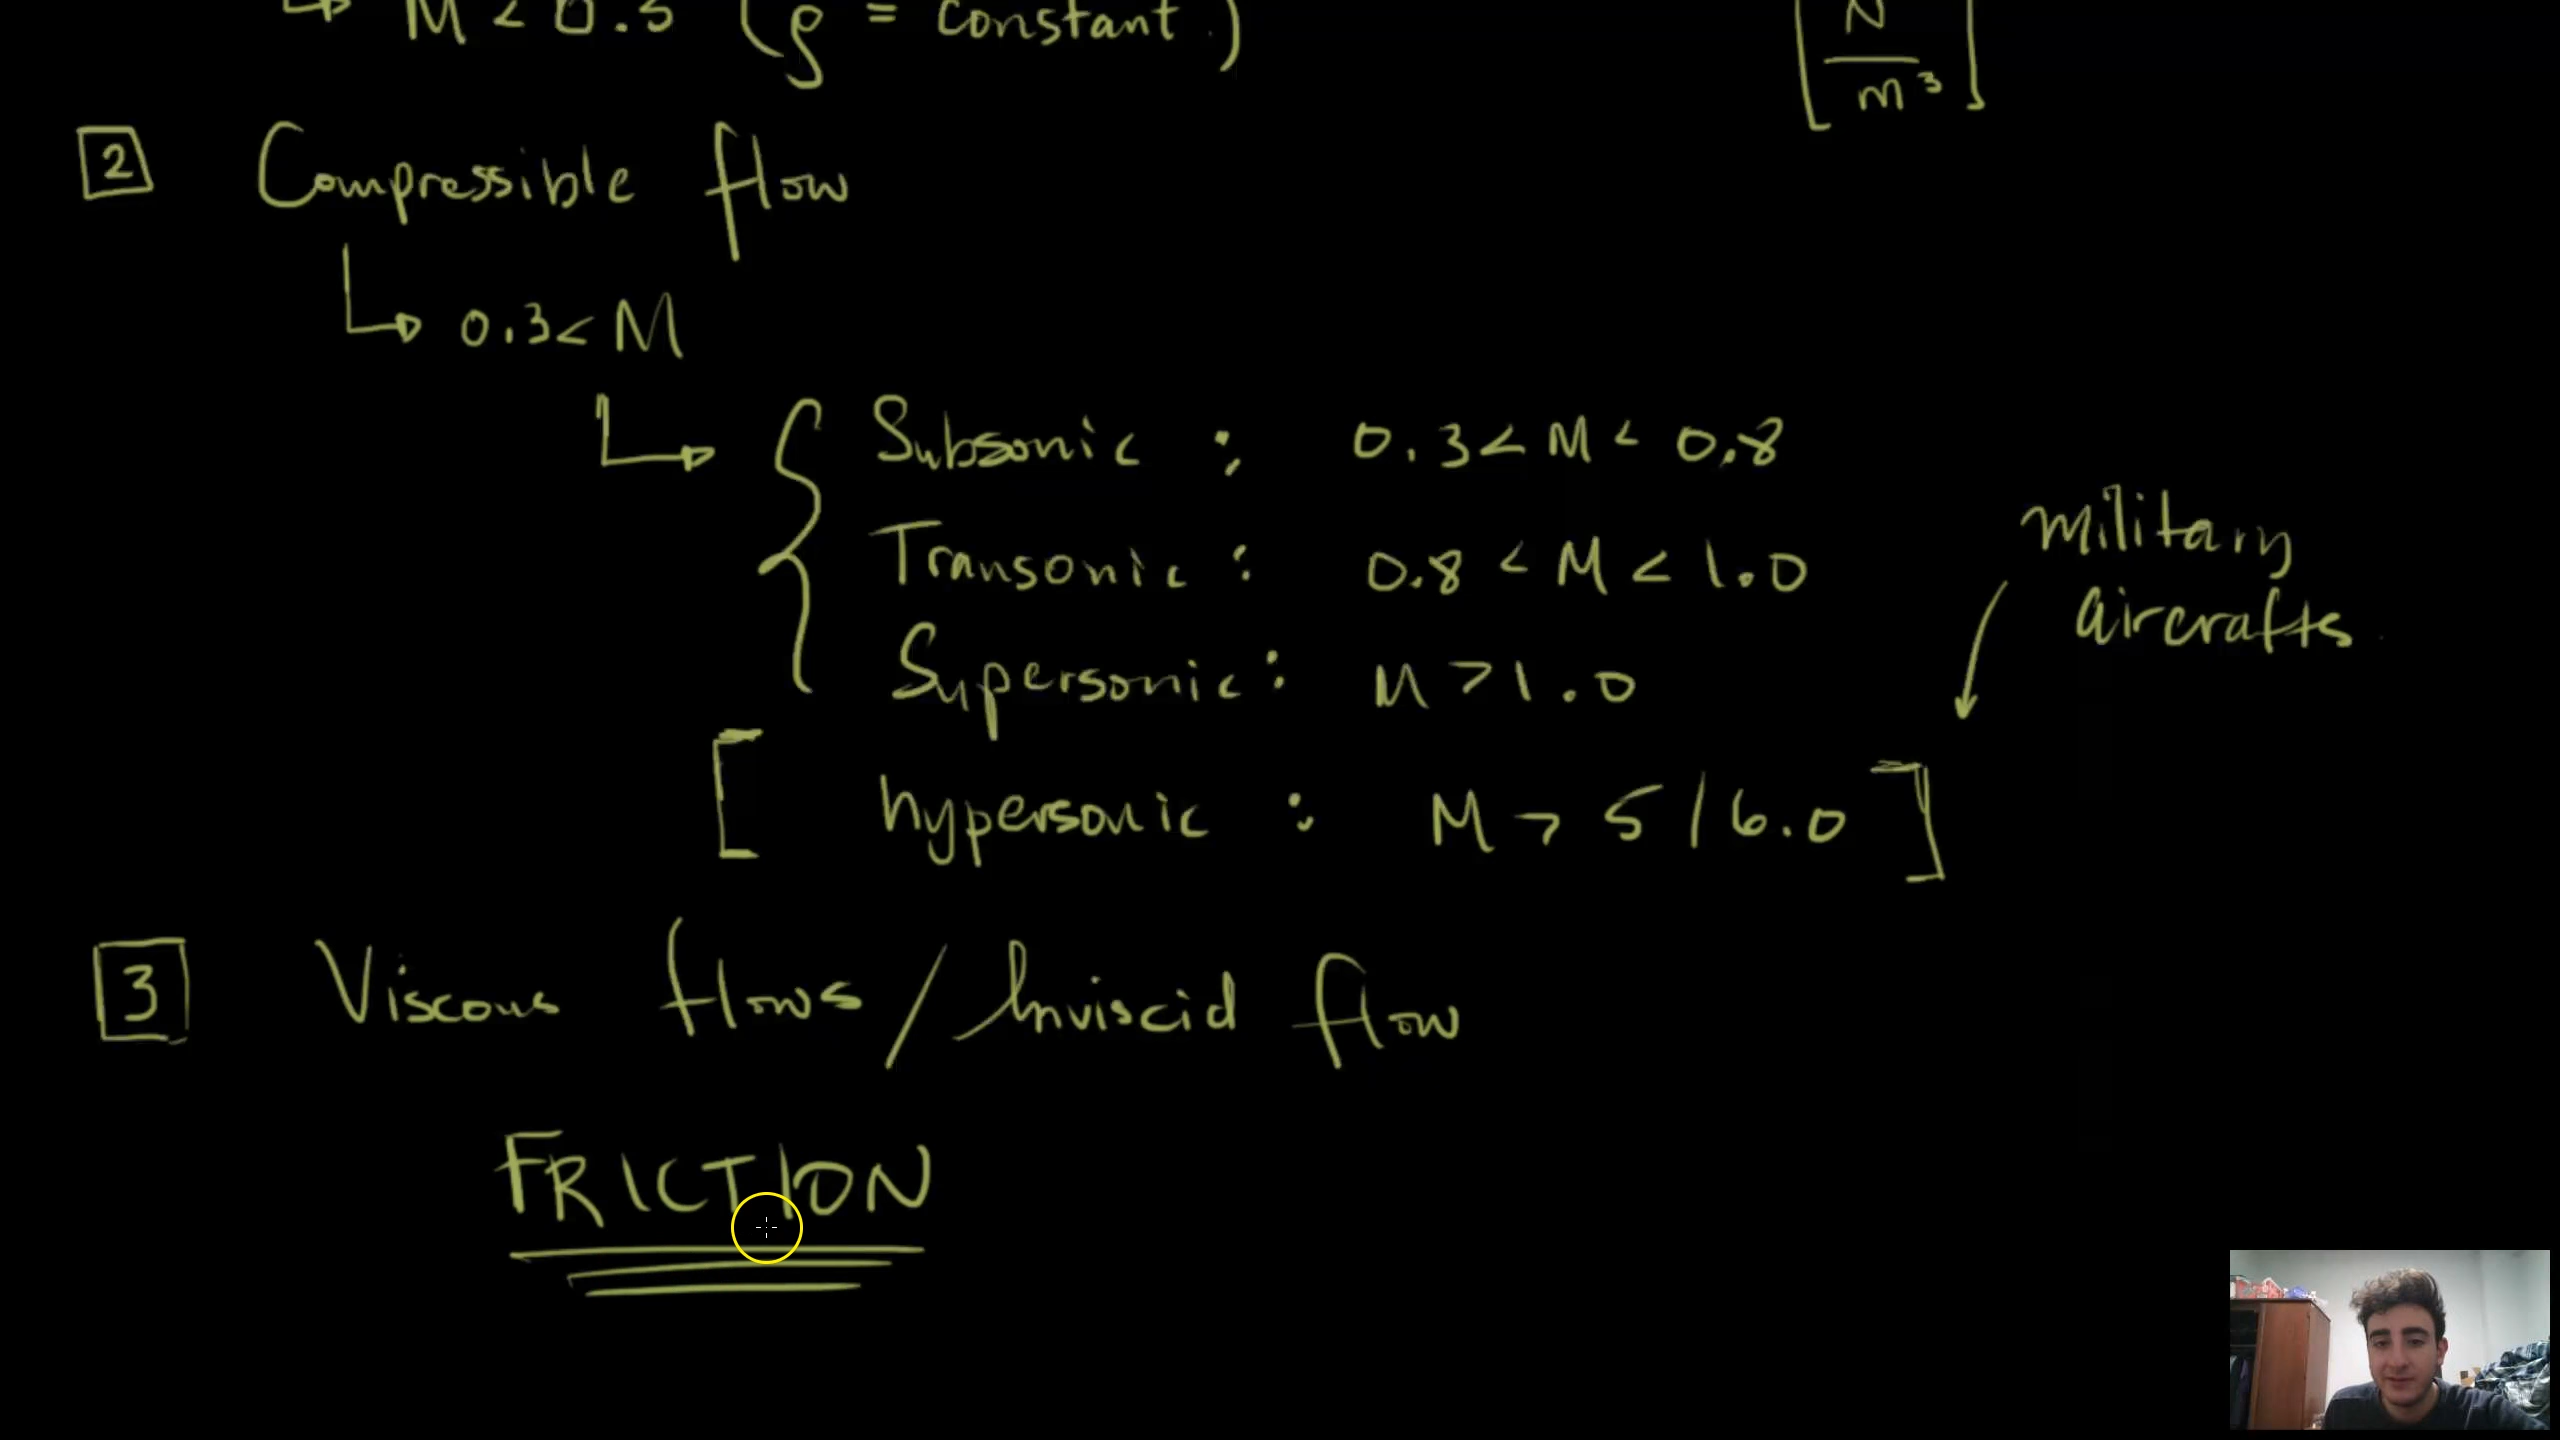 ↳ M < 0.3 (ρ = constant.)
[N/m³]
2 Compressible flow
↳ 0.3 < M
↳ { Subsonic : 0.3 < M < 0.8
Transonic : 0.8 < M < 1.0
Supersonic : M > 1.0
military
aircrafts
[ hypersonic : M > 5/6.0 ]
3 Viscous flows / Inviscid flow
FRICTION